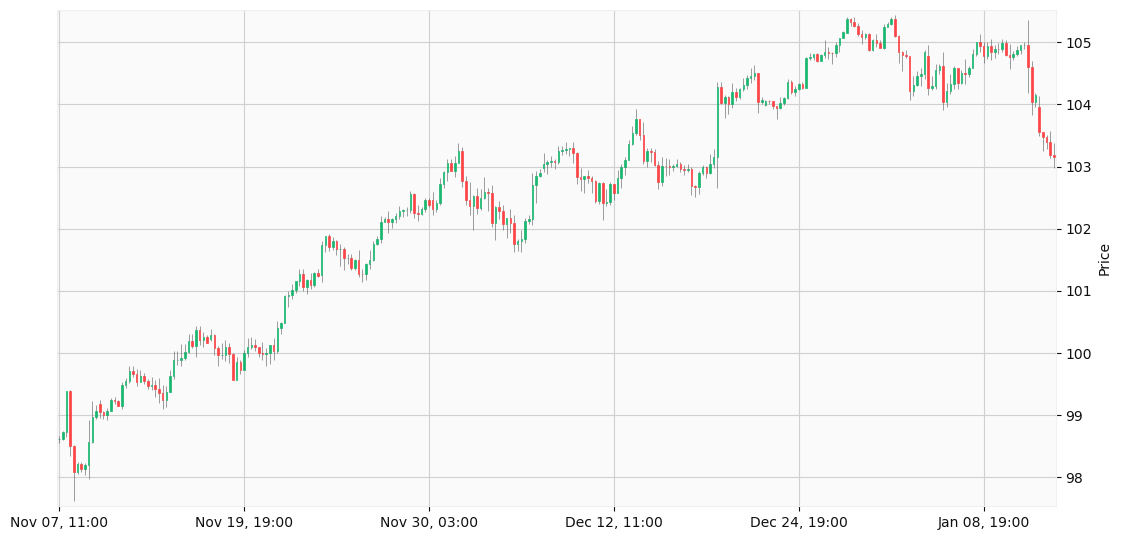 105
104
103
102
101
100
99
98
Price
Nov 07, 11:00
Nov 19, 19:00
Nov 30, 03:00
Dec 12, 11:00
Dec 24, 19:00
Jan 08, 19:00